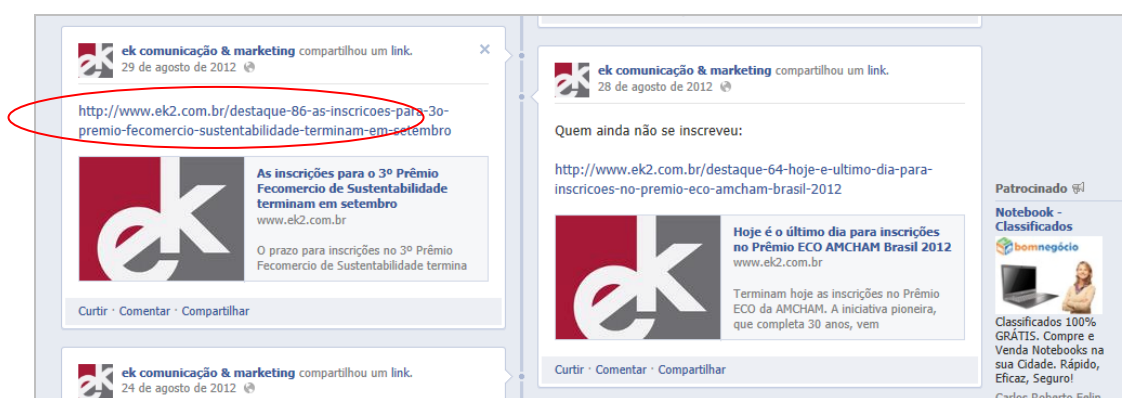 ek comunicação & marketing compartilhou um link.
29 de agosto de 2012
http://www.ek2.com.br/destaque-86-as-inscricoes-para-3o-
premio-fecomercio-sustentabilidade-terminam-em-setembro
ek
As inscrições para o 3º Prêmio
Fecomercio de Sustentabilidade
terminam em setembro
www.ek2.com.br
O prazo para inscrições no 3º Prêmio
Fecomercio de Sustentabilidade termina
Curtir · Comentar · Compartilhar
ek comunicação & marketing compartilhou um link.
24 de agosto de 2012
ek comunicação & marketing compartilhou um link.
28 de agosto de 2012
Quem ainda não se inscreveu:
http://www.ek2.com.br/destaque-64-hoje-e-ultimo-dia-para-
inscricoes-no-premio-eco-amcham-brasil-2012
ek
Hoje é o último dia para inscrições
no Prêmio ECO AMCHAM Brasil 2012
www.ek2.com.br
Terminam hoje as inscrições no Prêmio
ECO da AMCHAM. A iniciativa pioneira,
que completa 30 anos, vem
Curtir · Comentar · Compartilhar
Patrocinado
Notebook -
Classificados
bomnegócio
Classificados 100%
GRÁTIS. Compre e
Venda Notebooks na
sua Cidade. Rápido,
Eficaz, Seguro!
Carlos Roberto Felin